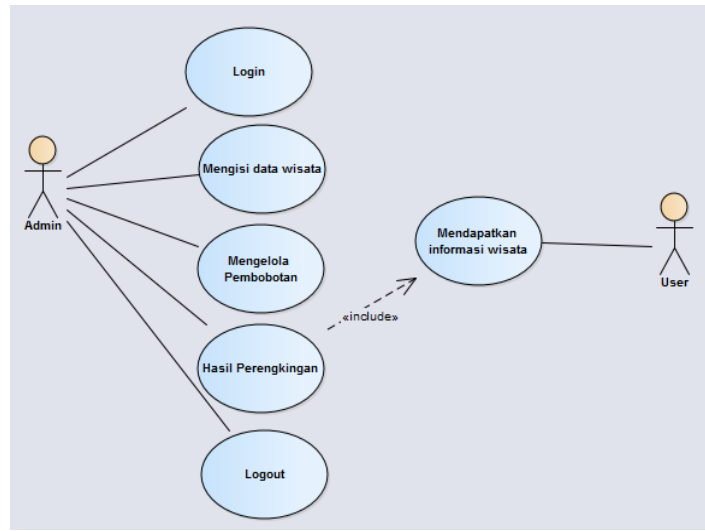 Login
Mengisi data wisata
Admin
Mengelola
Pembobotan
Mendapatkan
informasi wisata
User
«include»
Hasil Perengkingan
Logout